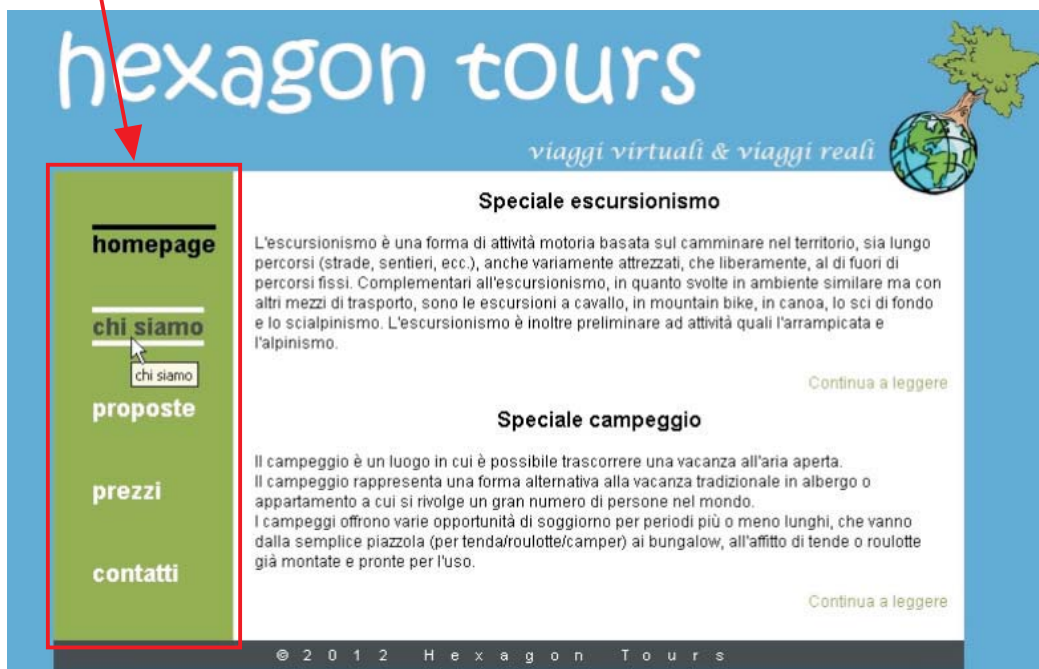 hexagon tours
viaggi virtuali & viaggi reali
homepage
chi siamo
chi siamo
proposte
prezzi
contatti
Speciale escursionismo
L'escursionismo è una forma di attività motoria basata sul camminare nel territorio, sia lungo
percorsi (strade, sentieri, ecc.), anche variamente attrezzati, che liberamente, al di fuori di
percorsi fissi. Complementari all'escursionismo, in quanto svolte in ambiente similare ma con
altri mezzi di trasporto, sono le escursioni a cavallo, in mountain bike, in canoa, lo sci di fondo
e lo scialpinismo. L'escursionismo è inoltre preliminare ad attività quali l'arrampicata e
l'alpinismo.
Continua a leggere
Speciale campeggio
Il campeggio è un luogo in cui è possibile trascorrere una vacanza all'aria aperta.
Il campeggio rappresenta una forma alternativa alla vacanza tradizionale in albergo o
appartamento a cui si rivolge un gran numero di persone nel mondo.
I campeggi offrono varie opportunità di soggiorno per periodi più o meno lunghi, che vanno
dalla semplice piazzola (per tenda/roulotte/camper) ai bungalow, all'affitto di tende o roulotte
già montate e pronte per l'uso.
Continua a leggere
©2012 Hexagon Tours